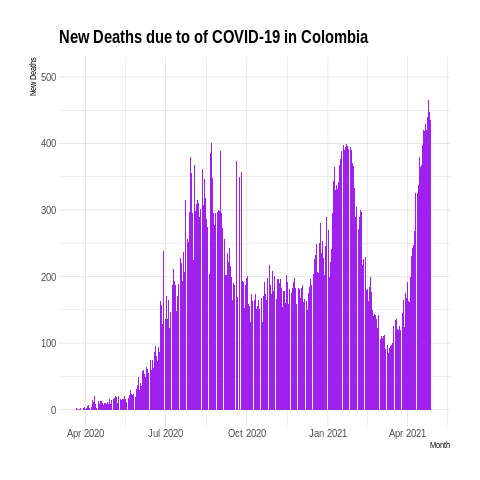 New Deaths due to of COVID-19 in Colombia
New Deaths
500
400
300
200
100
0
Apr 2020 Jul 2020 Oct 2020 Jan 2021 Apr 2021
Month